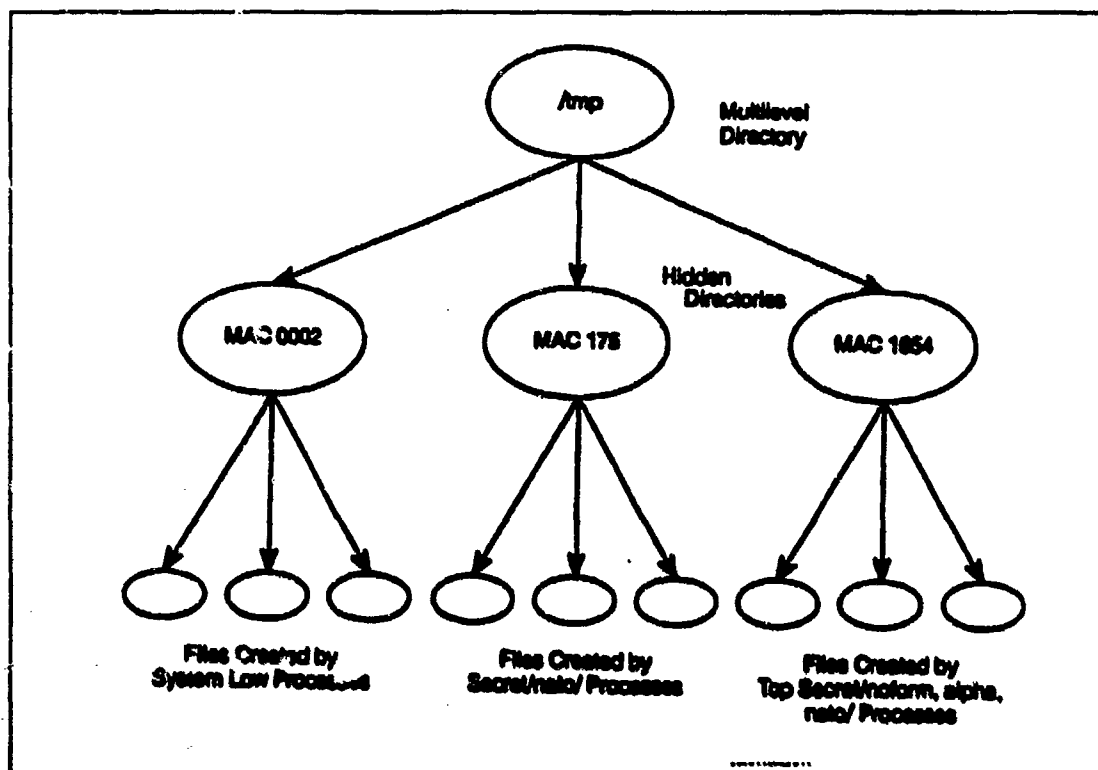 /tmp
Multilevel
Directory
Hidden
Directories
MAC 0002
MAC 176
MAC 1654
Files Created by
System Low Processes
Files Created by
Secret/nato/ Processes
Files Created by
Top Secret/noforn, alpha,
nato/ Processes